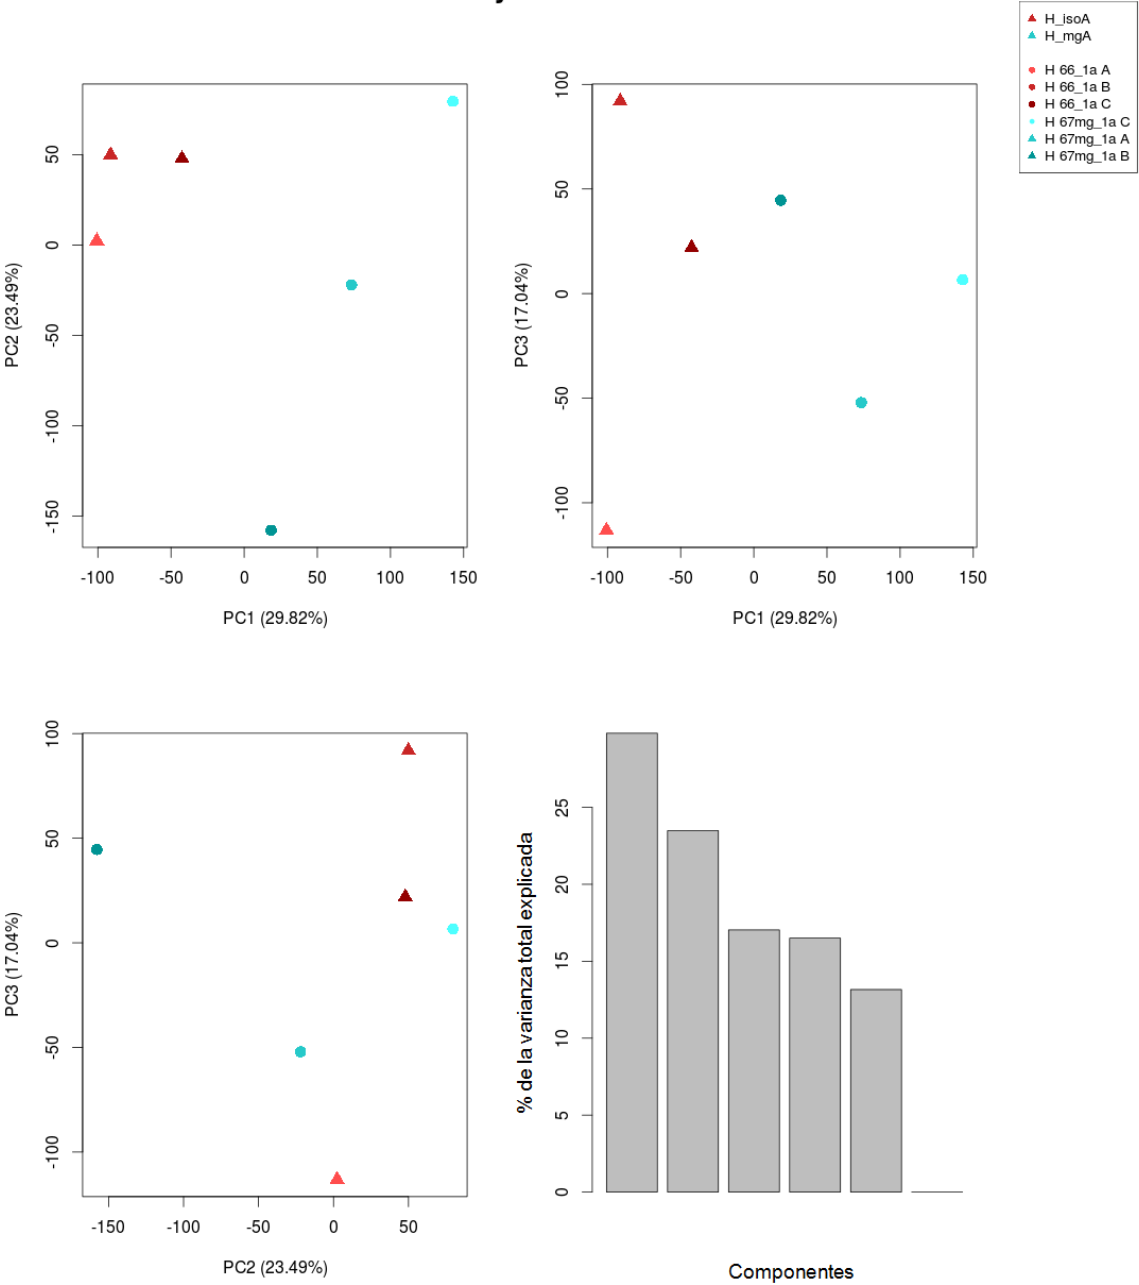 H_isoA
H_mgA
H 66_1a A
H 66_1a B
H 66_1a C
H 67mg_1a C
H 67mg_1a A
H 67mg_1a B
50
0
-50
-100
-150
PC2 (23.49%)
-100 -50 0 50 100 150
PC1 (29.82%)
100
50
0
-50
-100
PC3 (17.04%)
-100 -50 0 50 100 150
PC1 (29.82%)
100
50
0
-50
-100
PC3 (17.04%)
-150 -100 -50 0 50
PC2 (23.49%)
25
20
15
10
5
0
% de la varianza total explicada
Componentes